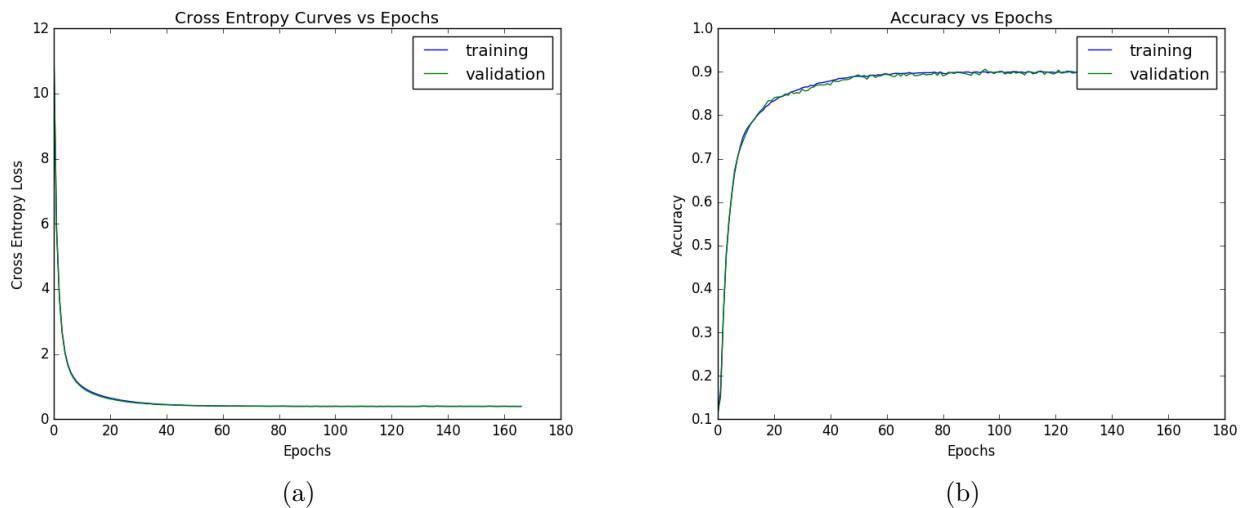 Cross Entropy Curves vs Epochs
12
10
8
6
4
2
0
Cross Entropy Loss
training
validation
0 20 40 60 80 100 120 140 160 180
Epochs
(a)
Accuracy vs Epochs
1.0
0.9
0.8
0.7
0.6
0.5
0.4
0.3
0.2
0.1
Accuracy
training
validation
0 20 40 60 80 100 120 140 160 180
Epochs
(b)